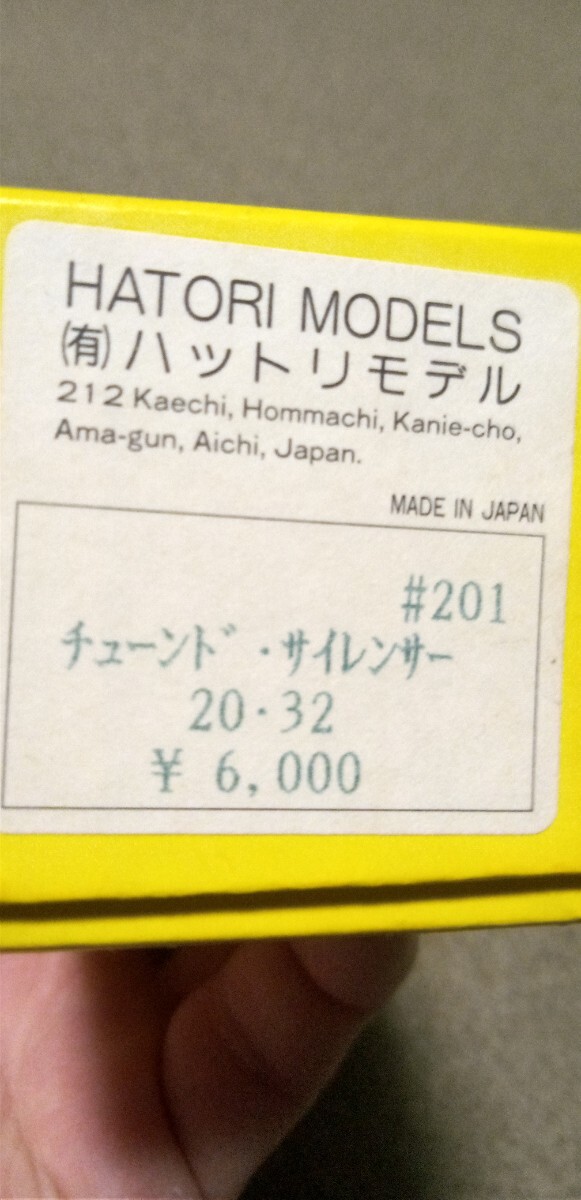 HATORI MODELS
㈲ハットリモデル
212 Kaechi, Hommachi, Kanie-cho,
Ama-gun, Aichi, Japan.
MADE IN JAPAN
#201
チューンド・サイレンサー
20・32
¥ 6,000